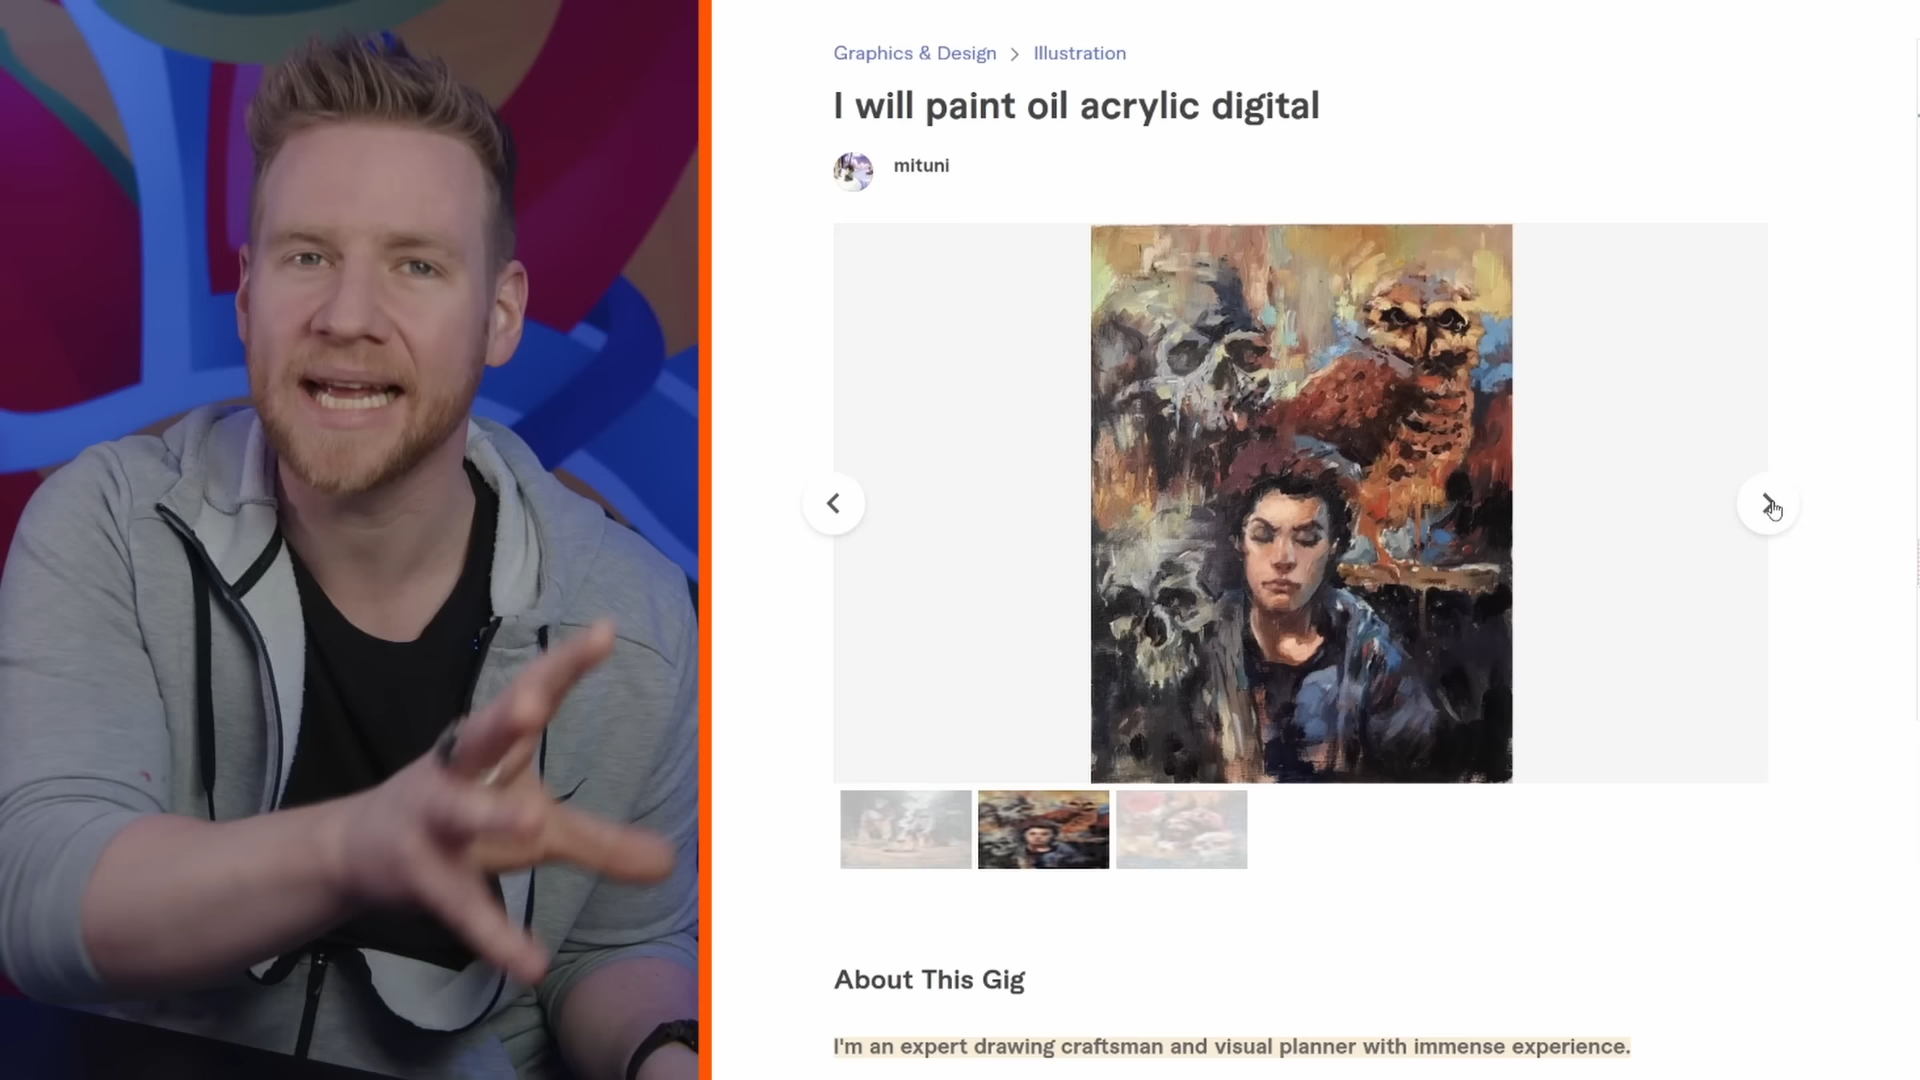 Graphics & Design > Illustration
I will paint oil acrylic digital
mituni
About This Gig
I'm an expert drawing craftsman and visual planner with immense experience.